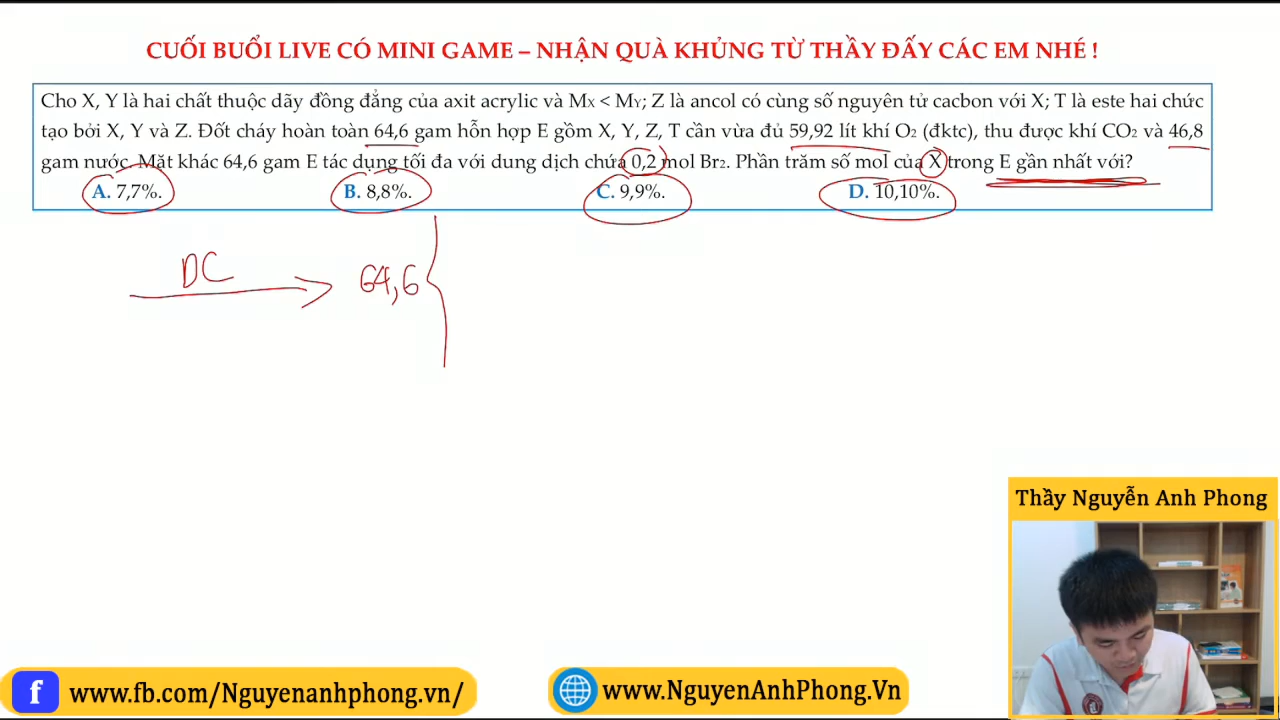 CUỐI BUỔI LIVE CÓ MINI GAME – NHẬN QUÀ KHỦNG TỪ THẦY ĐẤY CÁC EM NHÉ !
Cho X, Y là hai chất thuộc dãy đồng đẳng của axit acrylic và Mx < MY; Z là ancol có cùng số nguyên tử cacbon với X; T là este hai chức
tạo bởi X, Y và Z. Đốt cháy hoàn toàn 64,6 gam hỗn hợp E gồm X, Y, Z, T cần vừa đủ 59,92 lít khí O2 (đktc), thu được khí CO2 và 46,8
gam nước. Mặt khác 64,6 gam E tác dụng tối đa với dung dịch chứa 0,2 mol Br2. Phần trăm số mol của X trong E gần nhất với?
A. 7,7%. B. 8,8%. C. 9,9%. D. 10,10%.
DC
64,6
Thầy Nguyễn Anh Phong
f www.fb.com/Nguyenanhphong.vn/
www.NguyenAnhPhong.Vn